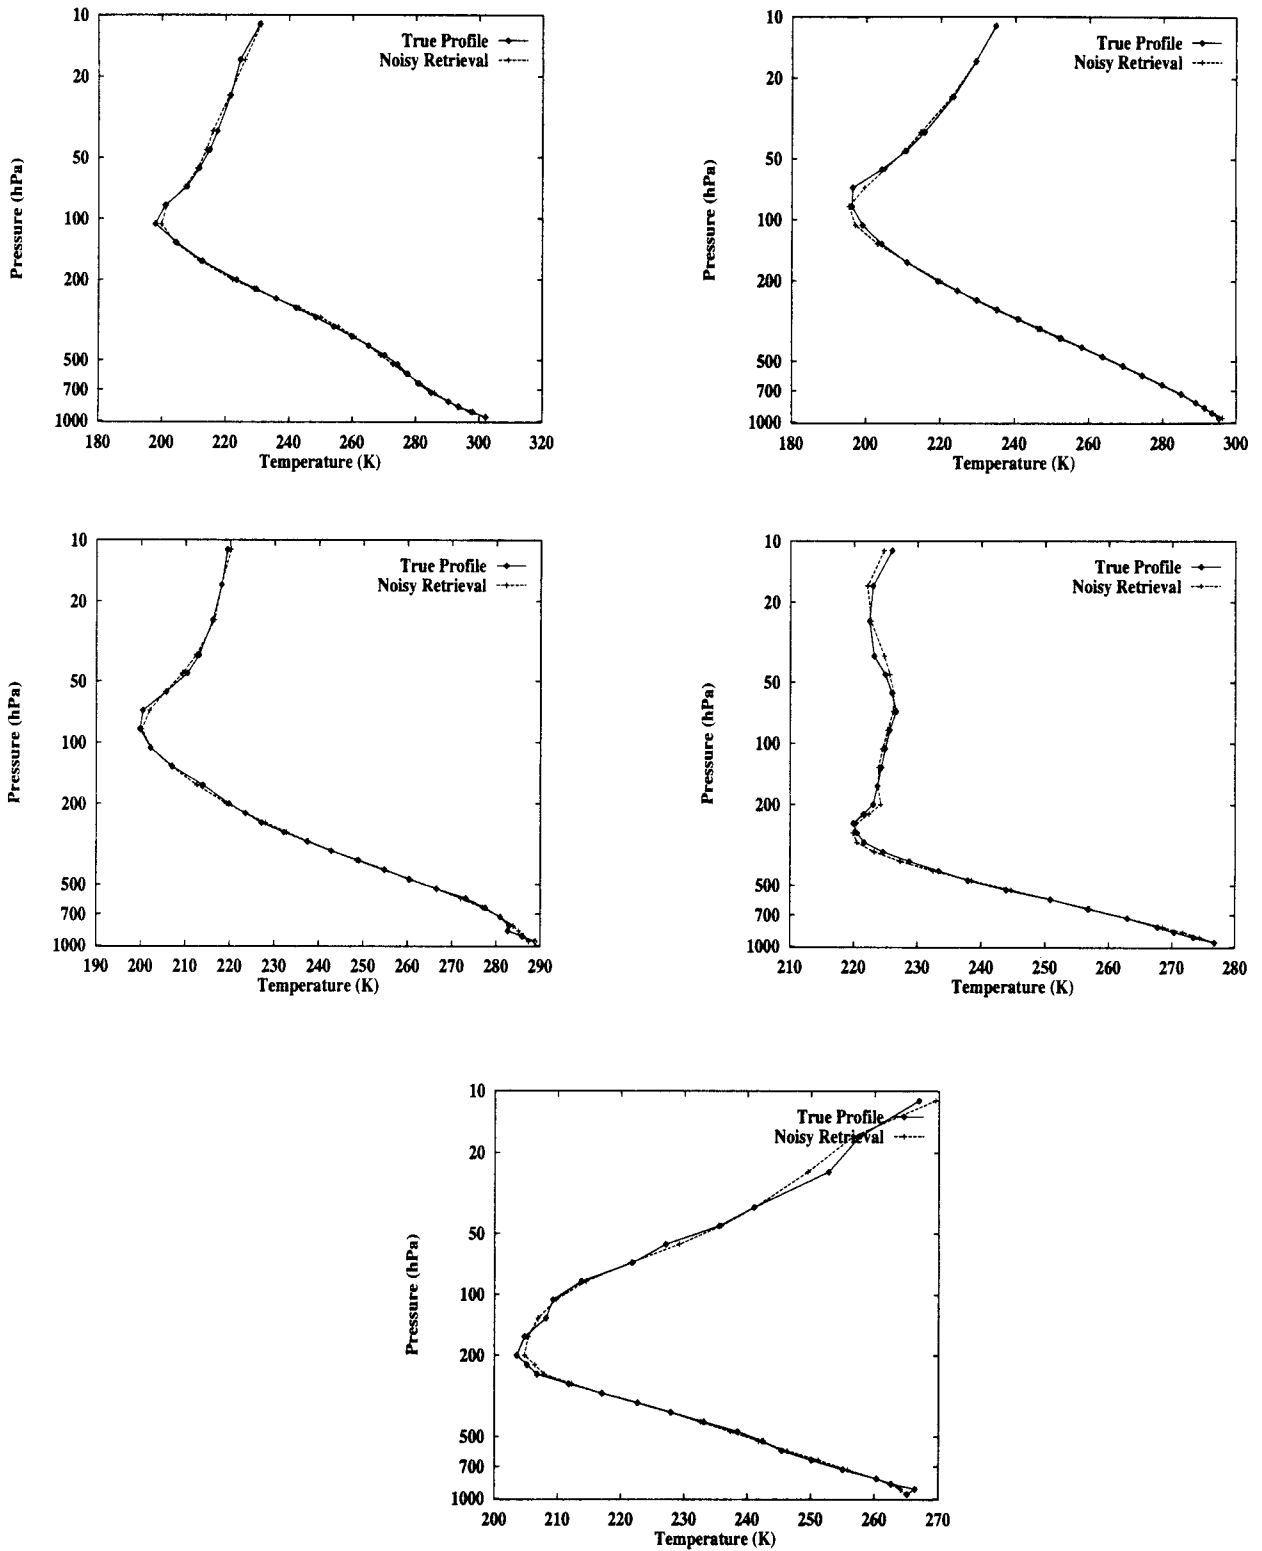 10
True Profile
Noisy Retrieval
20
50
100
200
500
700
1000
Pressure (hPa)
180 200 220 240 260 280 300 320
Temperature (K)
10
True Profile
Noisy Retrieval
20
50
100
200
500
700
1000
Pressure (hPa)
180 200 220 240 260 280 300
Temperature (K)
10
True Profile
Noisy Retrieval
20
50
100
200
500
700
1000
Pressure (hPa)
190 200 210 220 230 240 250 260 270 280 290
Temperature (K)
10
True Profile
Noisy Retrieval
20
50
100
200
500
700
1000
Pressure (hPa)
210 220 230 240 250 260 270 280
Temperature (K)
10
True Profile
Noisy Retrieval
20
50
100
200
500
700
1000
Pressure (hPa)
200 210 220 230 240 250 260 270
Temperature (K)